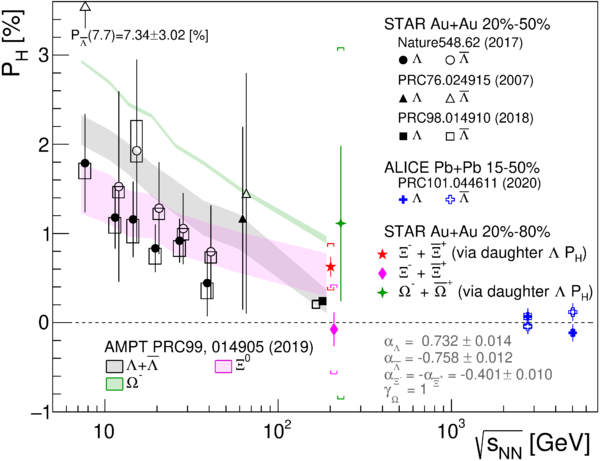 P_H [%]
3
2
1
0
−1
P_Λ̅(7.7)=7.34±3.02 [%]
STAR Au+Au 20%-50%
Nature548.62 (2017)
Λ Λ̅
PRC76.024915 (2007)
Λ Λ̅
PRC98.014910 (2018)
Λ Λ̅
ALICE Pb+Pb 15-50%
PRC101.044611 (2020)
Λ Λ̅
STAR Au+Au 20%-80%
Ξ⁻ + Ξ̅⁺ (via daughter Λ P_H)
Ξ⁻ + Ξ̅⁺
Ω⁻ + Ω̅⁺ (via daughter Λ P_H)
α_Λ = 0.732 ± 0.014
α_Λ̅ = -0.758 ± 0.012
α_Ξ⁻ = -α_Ξ̅⁺ = -0.401 ± 0.010
γ_Ω = 1
AMPT PRC99, 014905 (2019)
Λ+Λ̅ Ξ⁰
Ω⁻
10 10² 10³
√s_NN [GeV]